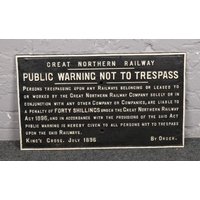 GREAT NORTHERN RAILWAY
PUBLIC WARNING NOT TO TRESPASS
PERSONS TRESPASSING UPON ANY RAILWAYS BELONGING OR LEASED TO
OR WORKED BY THE GREAT NORTHERN RAILWAY COMPANY SOLELY OR IN
CONJUNCTION WITH ANY OTHER COMPANY OR COMPANIES, ARE LIABLE TO
A PENALTY OF FORTY SHILLINGS UNDER THE GREAT NORTHERN RAILWAY
ACT 1896, AND IN ACCORDANCE WITH THE PROVISIONS OF THE SAID ACT
PUBLIC WARNING IS HEREBY GIVEN TO ALL PERSONS NOT TO TRESPASS
UPON THE SAID RAILWAYS.
KING'S CROSS, JULY 1896 BY ORDER.